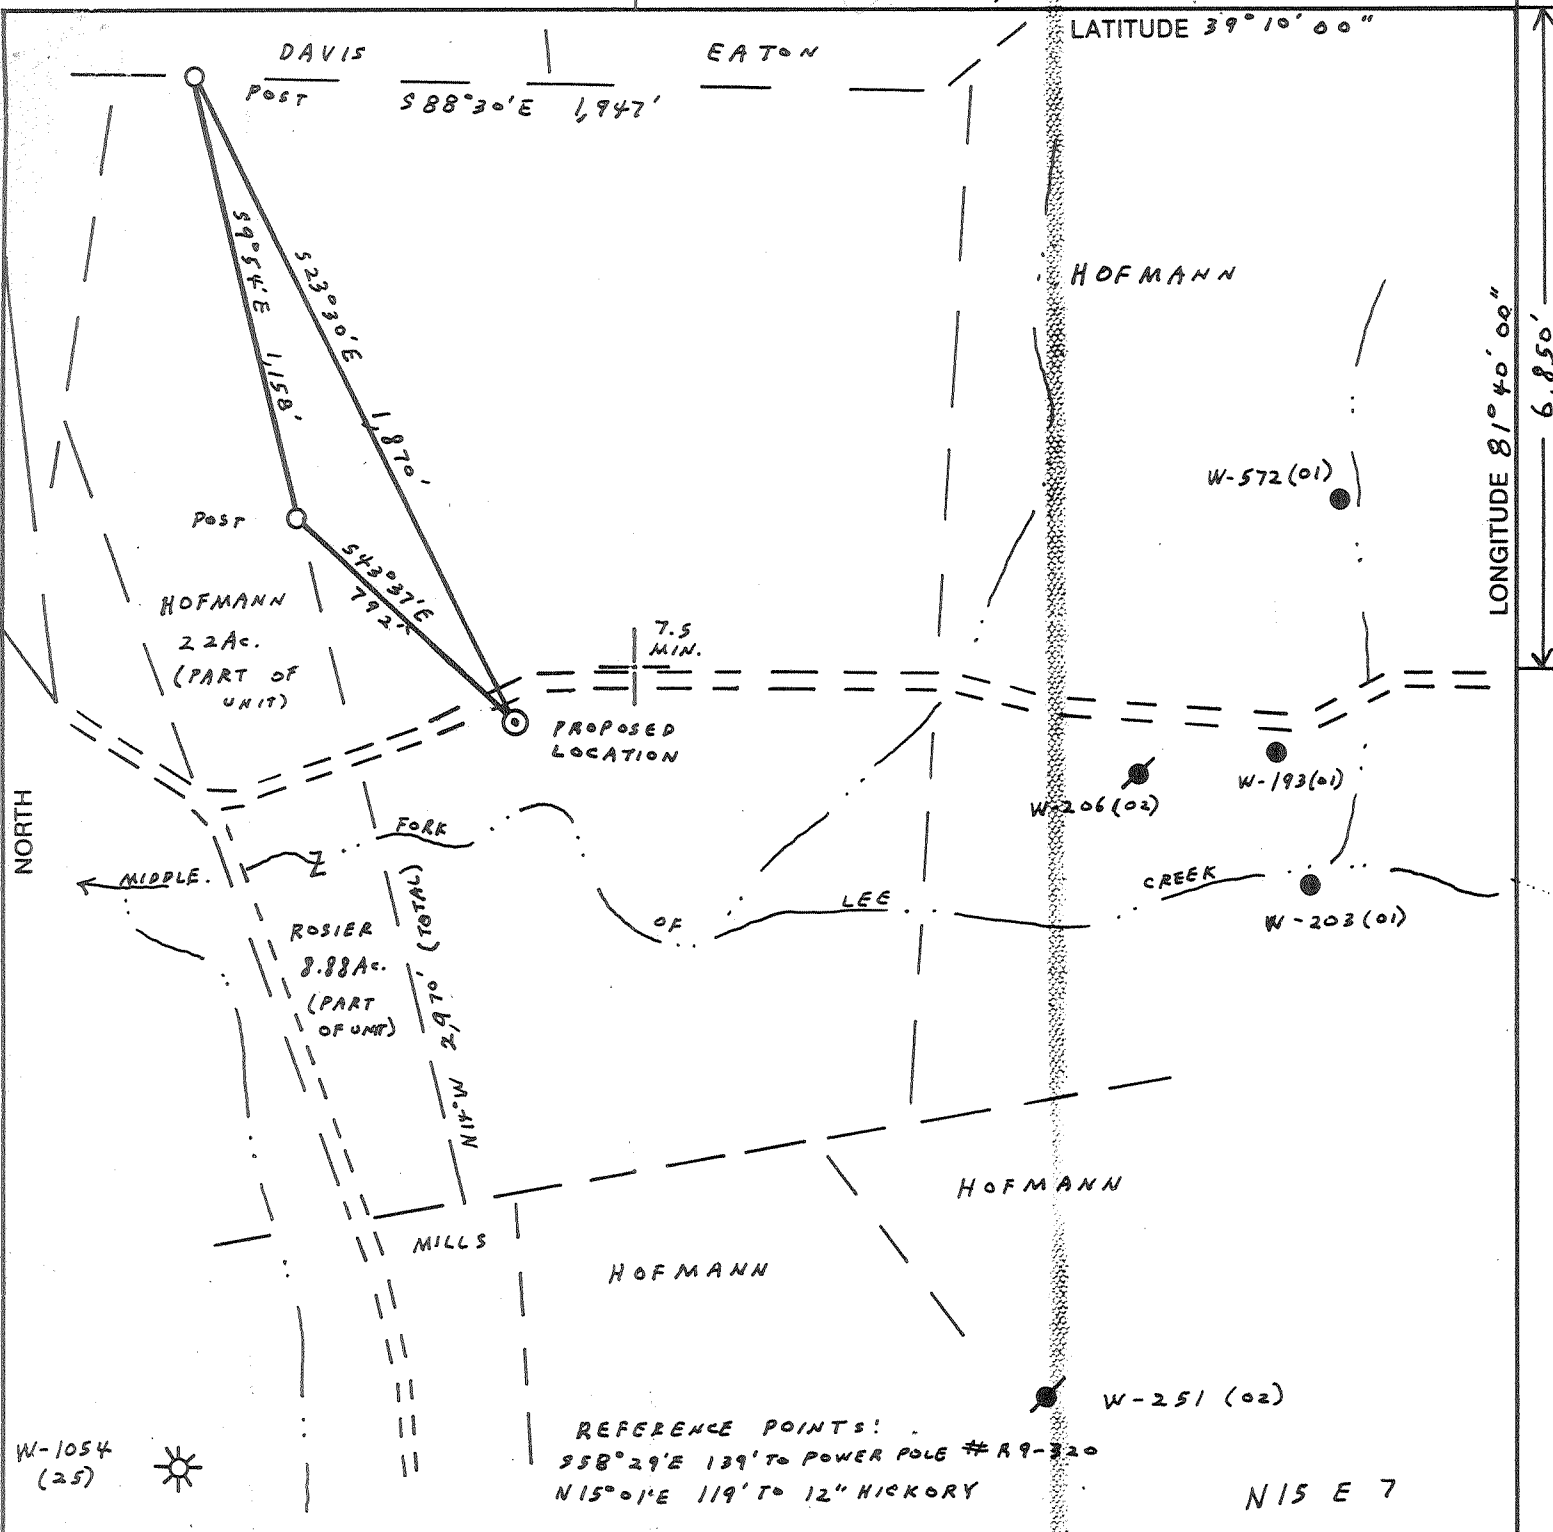 LATITUDE 39°10'00"
DAVIS
EATON
POST
S88°30'E 1,947'
S9°54'E 1,158'
S23°30'E 1,870'
HOFMANN
LONGITUDE 81°40'00"
6,850'
W-572(01)
POST
S43°37'E
792'
HOFMANN
22Ac.
(PART OF
UNIT)
7.5
MIN.
PROPOSED
LOCATION
W-206(02)
W-193(01)
NORTH
MIDDLE
FORK
OF
LEE
CREEK
W-203(01)
ROSIER
8.88Ac.
(PART
OF UNIT)
N14°W 2,970' (TOTAL)
Z
MILLS
HOFMANN
HOFMANN
W-251 (02)
W-1054
(25)
REFERENCE POINTS:
S58°29'E 139' TO POWER POLE # R9-320
N15°01'E 119' TO 12" HICKORY
N15 E 7